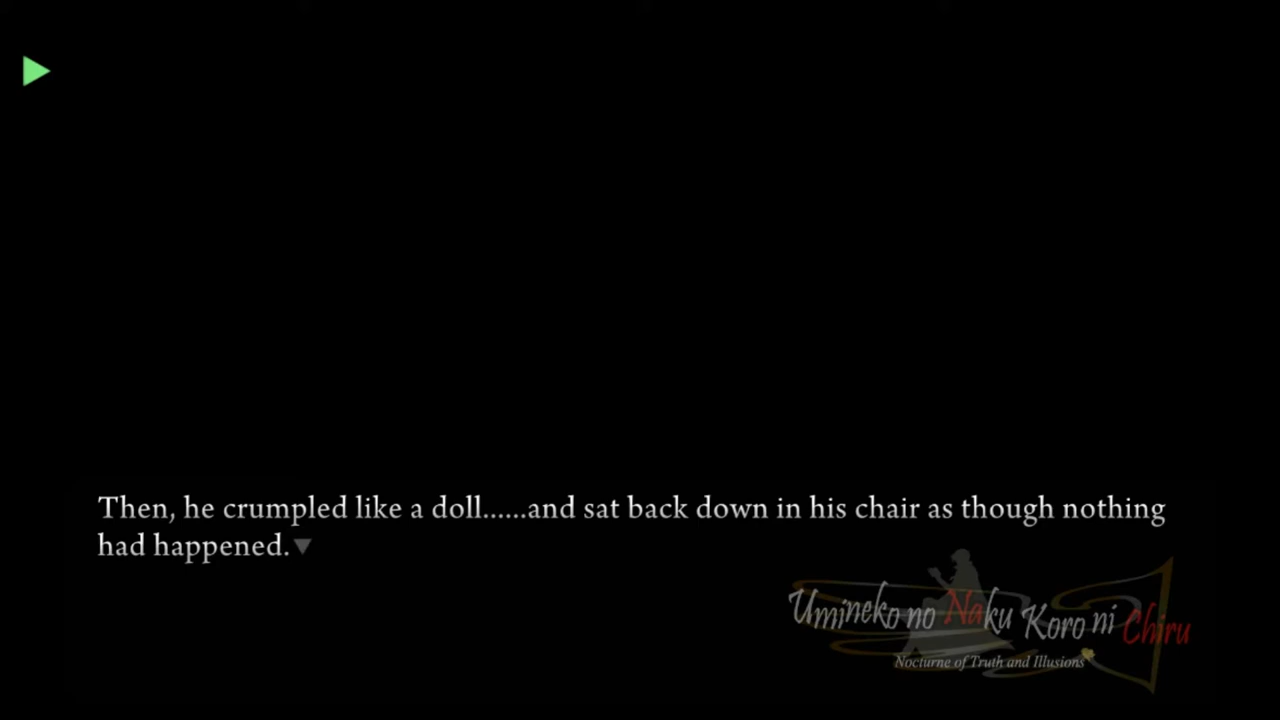 Then, he crumpled like a doll......and sat back down in his chair as though nothing
had happened.
Umineko no Naku Koro ni Chiru
Nocturne of Truth and Illusions